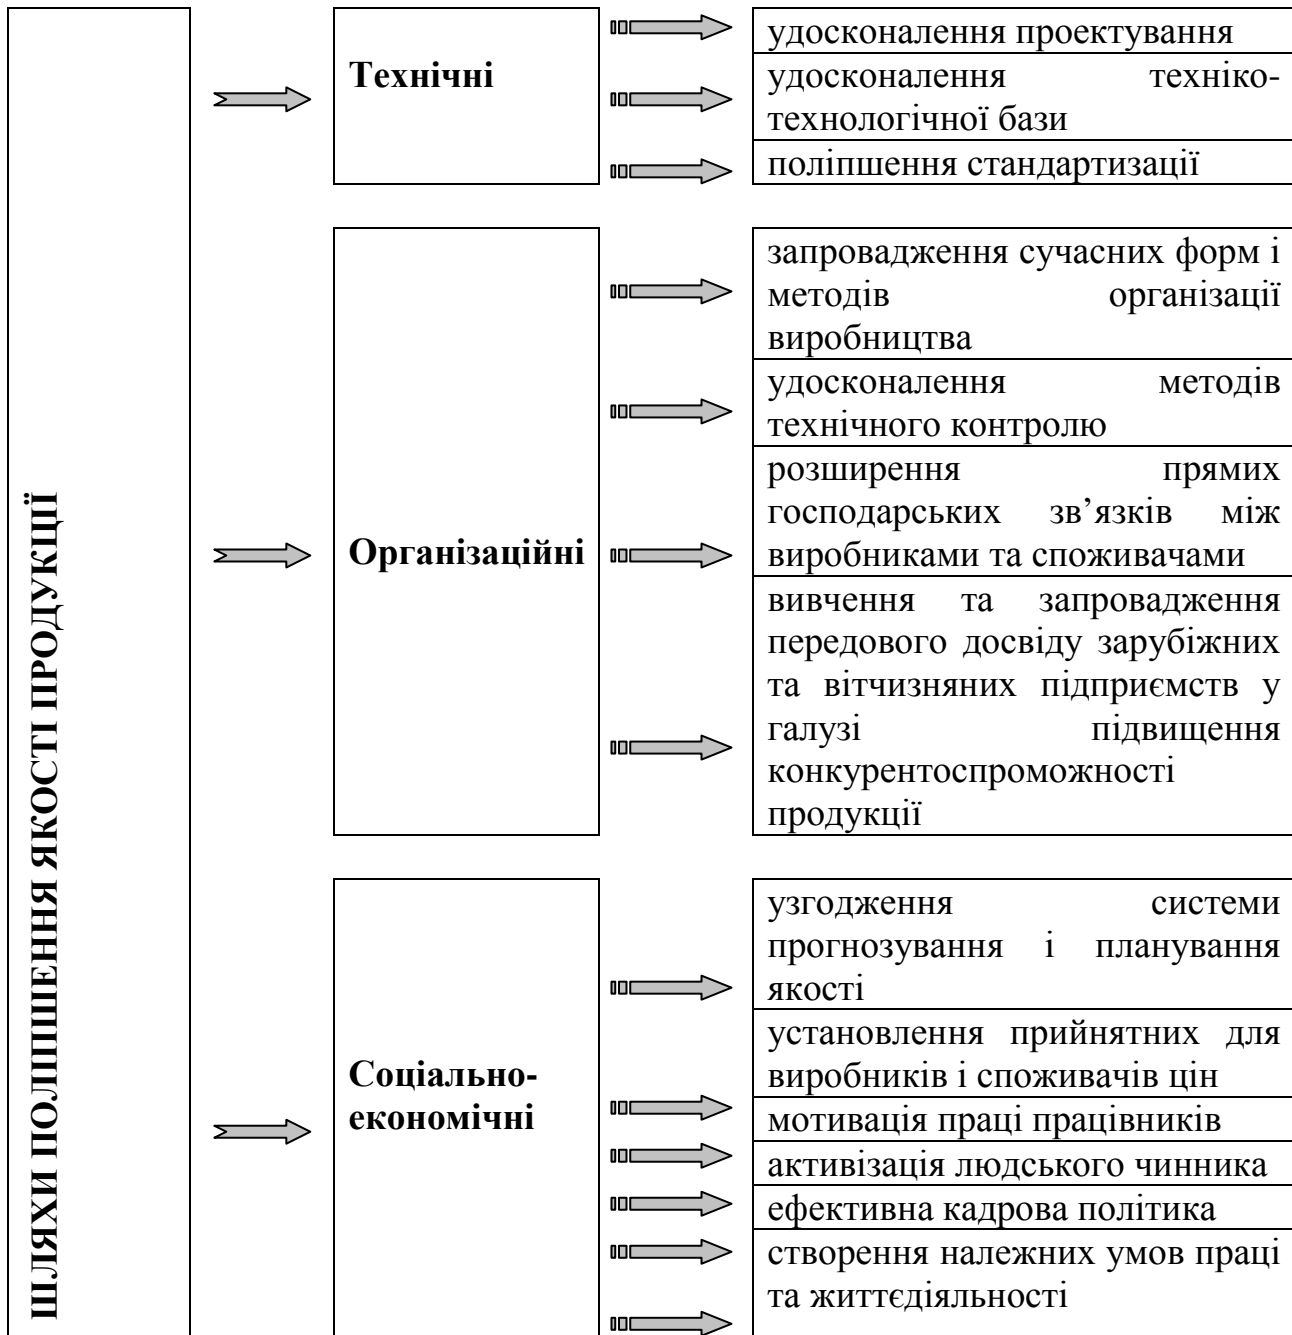 ШЛЯХИ ПОЛІПШЕННЯ ЯКОСТІ ПРОДУКЦІЇ
Технічні
удосконалення проектування
удосконалення техніко-
технологічної бази
поліпшення стандартизації
Організаційні
запровадження сучасних форм і
методів організації
виробництва
удосконалення методів
технічного контролю
розширення прямих
господарських зв’язків між
виробниками та споживачами
вивчення та запровадження
передового досвіду зарубіжних
та вітчизняних підприємств у
галузі підвищення
конкурентоспроможності
продукції
Соціально-
економічні
узгодження системи
прогнозування і планування
якості
установлення прийнятних для
виробників і споживачів цін
мотивація праці працівників
активізація людського чинника
ефективна кадрова політика
створення належних умов праці
та життєдіяльності